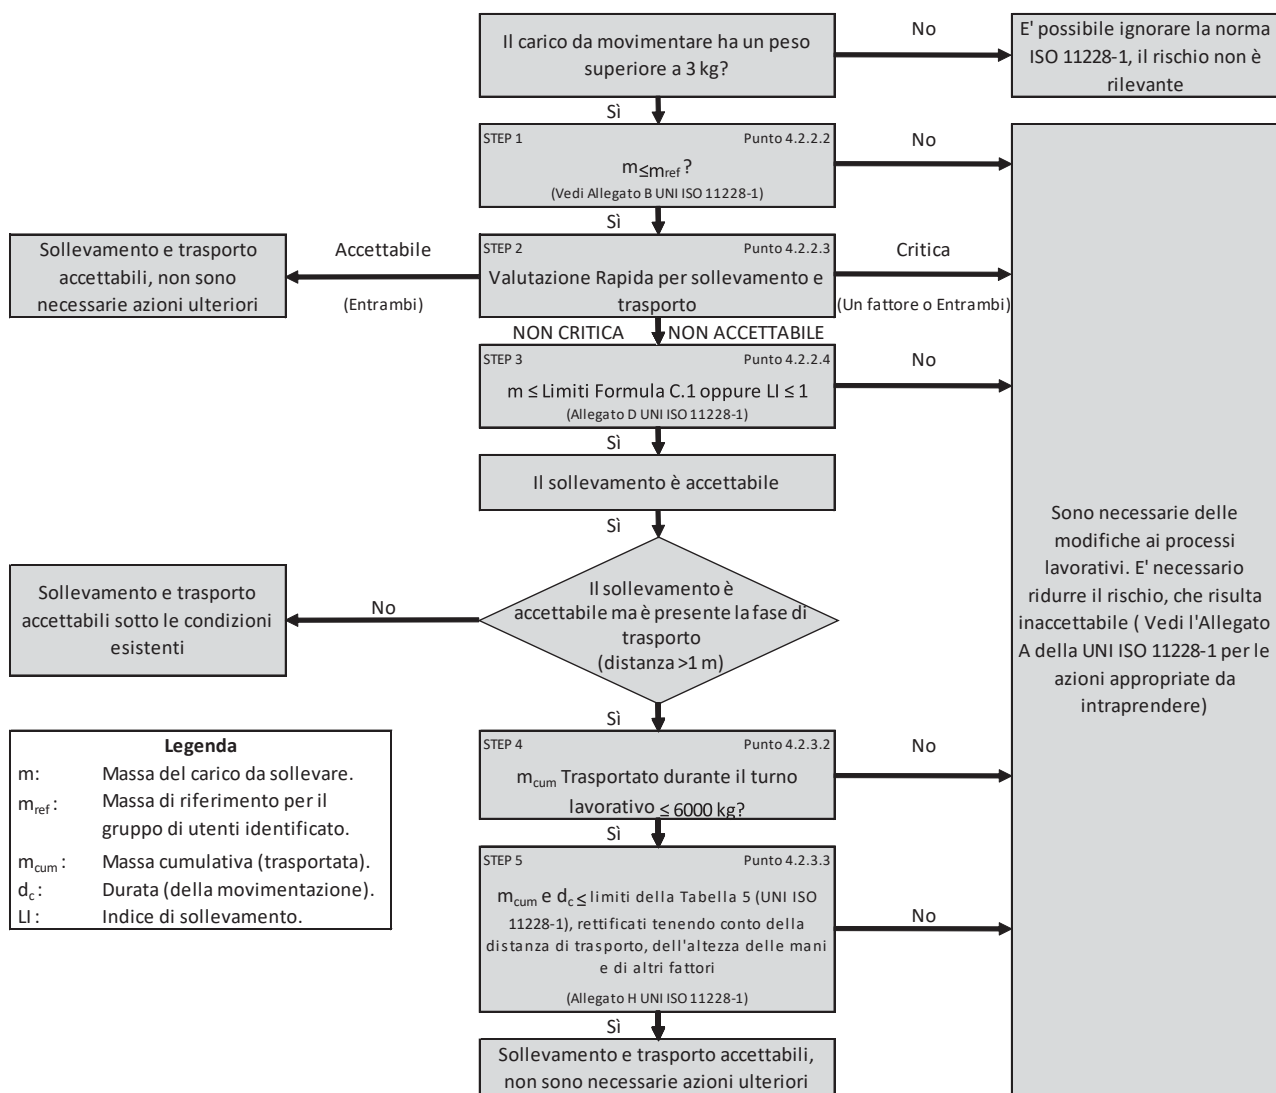 Il carico da movimentare ha un peso
superiore a 3 kg?
No
E' possibile ignorare la norma
ISO 11228-1, il rischio non è
rilevante
Sì
STEP 1 Punto 4.2.2.2
m≤mref ?
(Vedi Allegato B UNI ISO 11228-1)
No
Sì
Sollevamento e trasporto
accettabili, non sono
necessarie azioni ulteriori
Accettabile
(Entrambi)
STEP 2 Punto 4.2.2.3
Valutazione Rapida per sollevamento e
trasporto
Critica
(Un fattore o Entrambi)
NON CRITICA NON ACCETTABILE
STEP 3 Punto 4.2.2.4
m ≤ Limiti Formula C.1 oppure LI ≤ 1
(Allegato D UNI ISO 11228-1)
No
Sì
Il sollevamento è accettabile
Sì
Sono necessarie delle
modifiche ai processi
lavorativi. E' necessario
ridurre il rischio, che risulta
inaccettabile ( Vedi l'Allegato
A della UNI ISO 11228-1 per le
azioni appropriate da
intraprendere)
Sollevamento e trasporto
accettabili sotto le condizioni
esistenti
No
Il sollevamento è
accettabile ma è presente la fase di
trasporto
(distanza >1 m)
Sì
STEP 4 Punto 4.2.3.2
mcum Trasportato durante il turno
lavorativo ≤ 6000 kg?
No
Sì
STEP 5 Punto 4.2.3.3
mcum e dc ≤ limiti della Tabella 5 (UNI ISO
11228-1), rettificati tenendo conto della
distanza di trasporto, dell'altezza delle mani
e di altri fattori
(Allegato H UNI ISO 11228-1)
No
Sì
Sollevamento e trasporto accettabili,
non sono necessarie azioni ulteriori
Legenda
m: Massa del carico da sollevare.
mref : Massa di riferimento per il
gruppo di utenti identificato.
mcum : Massa cumulativa (trasportata).
dc : Durata (della movimentazione).
LI : Indice di sollevamento.